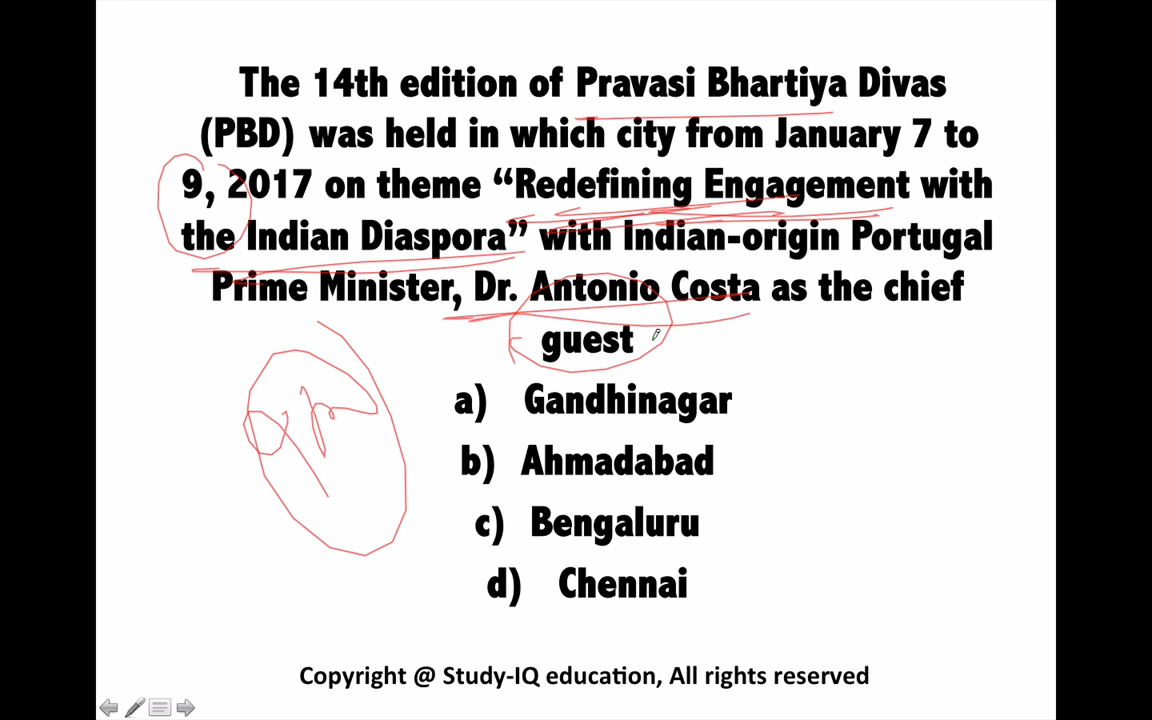 The 14th edition of Pravasi Bhartiya Divas
(PBD) was held in which city from January 7 to
9, 2017 on theme “Redefining Engagement with
the Indian Diaspora” with Indian-origin Portugal
Prime Minister, Dr. Antonio Costa as the chief
guest
a) Gandhinagar
b) Ahmadabad
c) Bengaluru
d) Chennai
Copyright @ Study-IQ education, All rights reserved